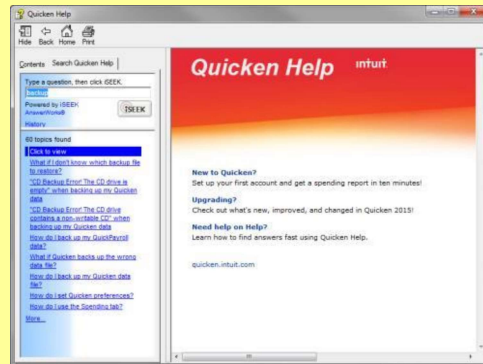 Quicken Help
Hide Back Home Print
Contents Search Quicken Help
Type a question, then click iSEEK.
backup
Powered by iSEEK
AnswerWorks®
ISEEK
History
60 topics found
Click to view
What if I don't know which backup file
to restore?
"CD Backup Error! The CD drive is
empty" when backing up my Quicken
data
"CD Backup Error! The CD drive
contains a non-writable CD" when
backing up my Quicken data
How do I back up my QuickPayroll
data?
What if Quicken backs up the wrong
data file?
How do I back up my Quicken data
file?
How do I set Quicken preferences?
How do I use the Spending tab?
More...
Quicken Help intuit
New to Quicken?
Set up your first account and get a spending report in ten minutes!
Upgrading?
Check out what's new, improved, and changed in Quicken 2015!
Need help on Help?
Learn how to find answers fast using Quicken Help.
quicken.intuit.com